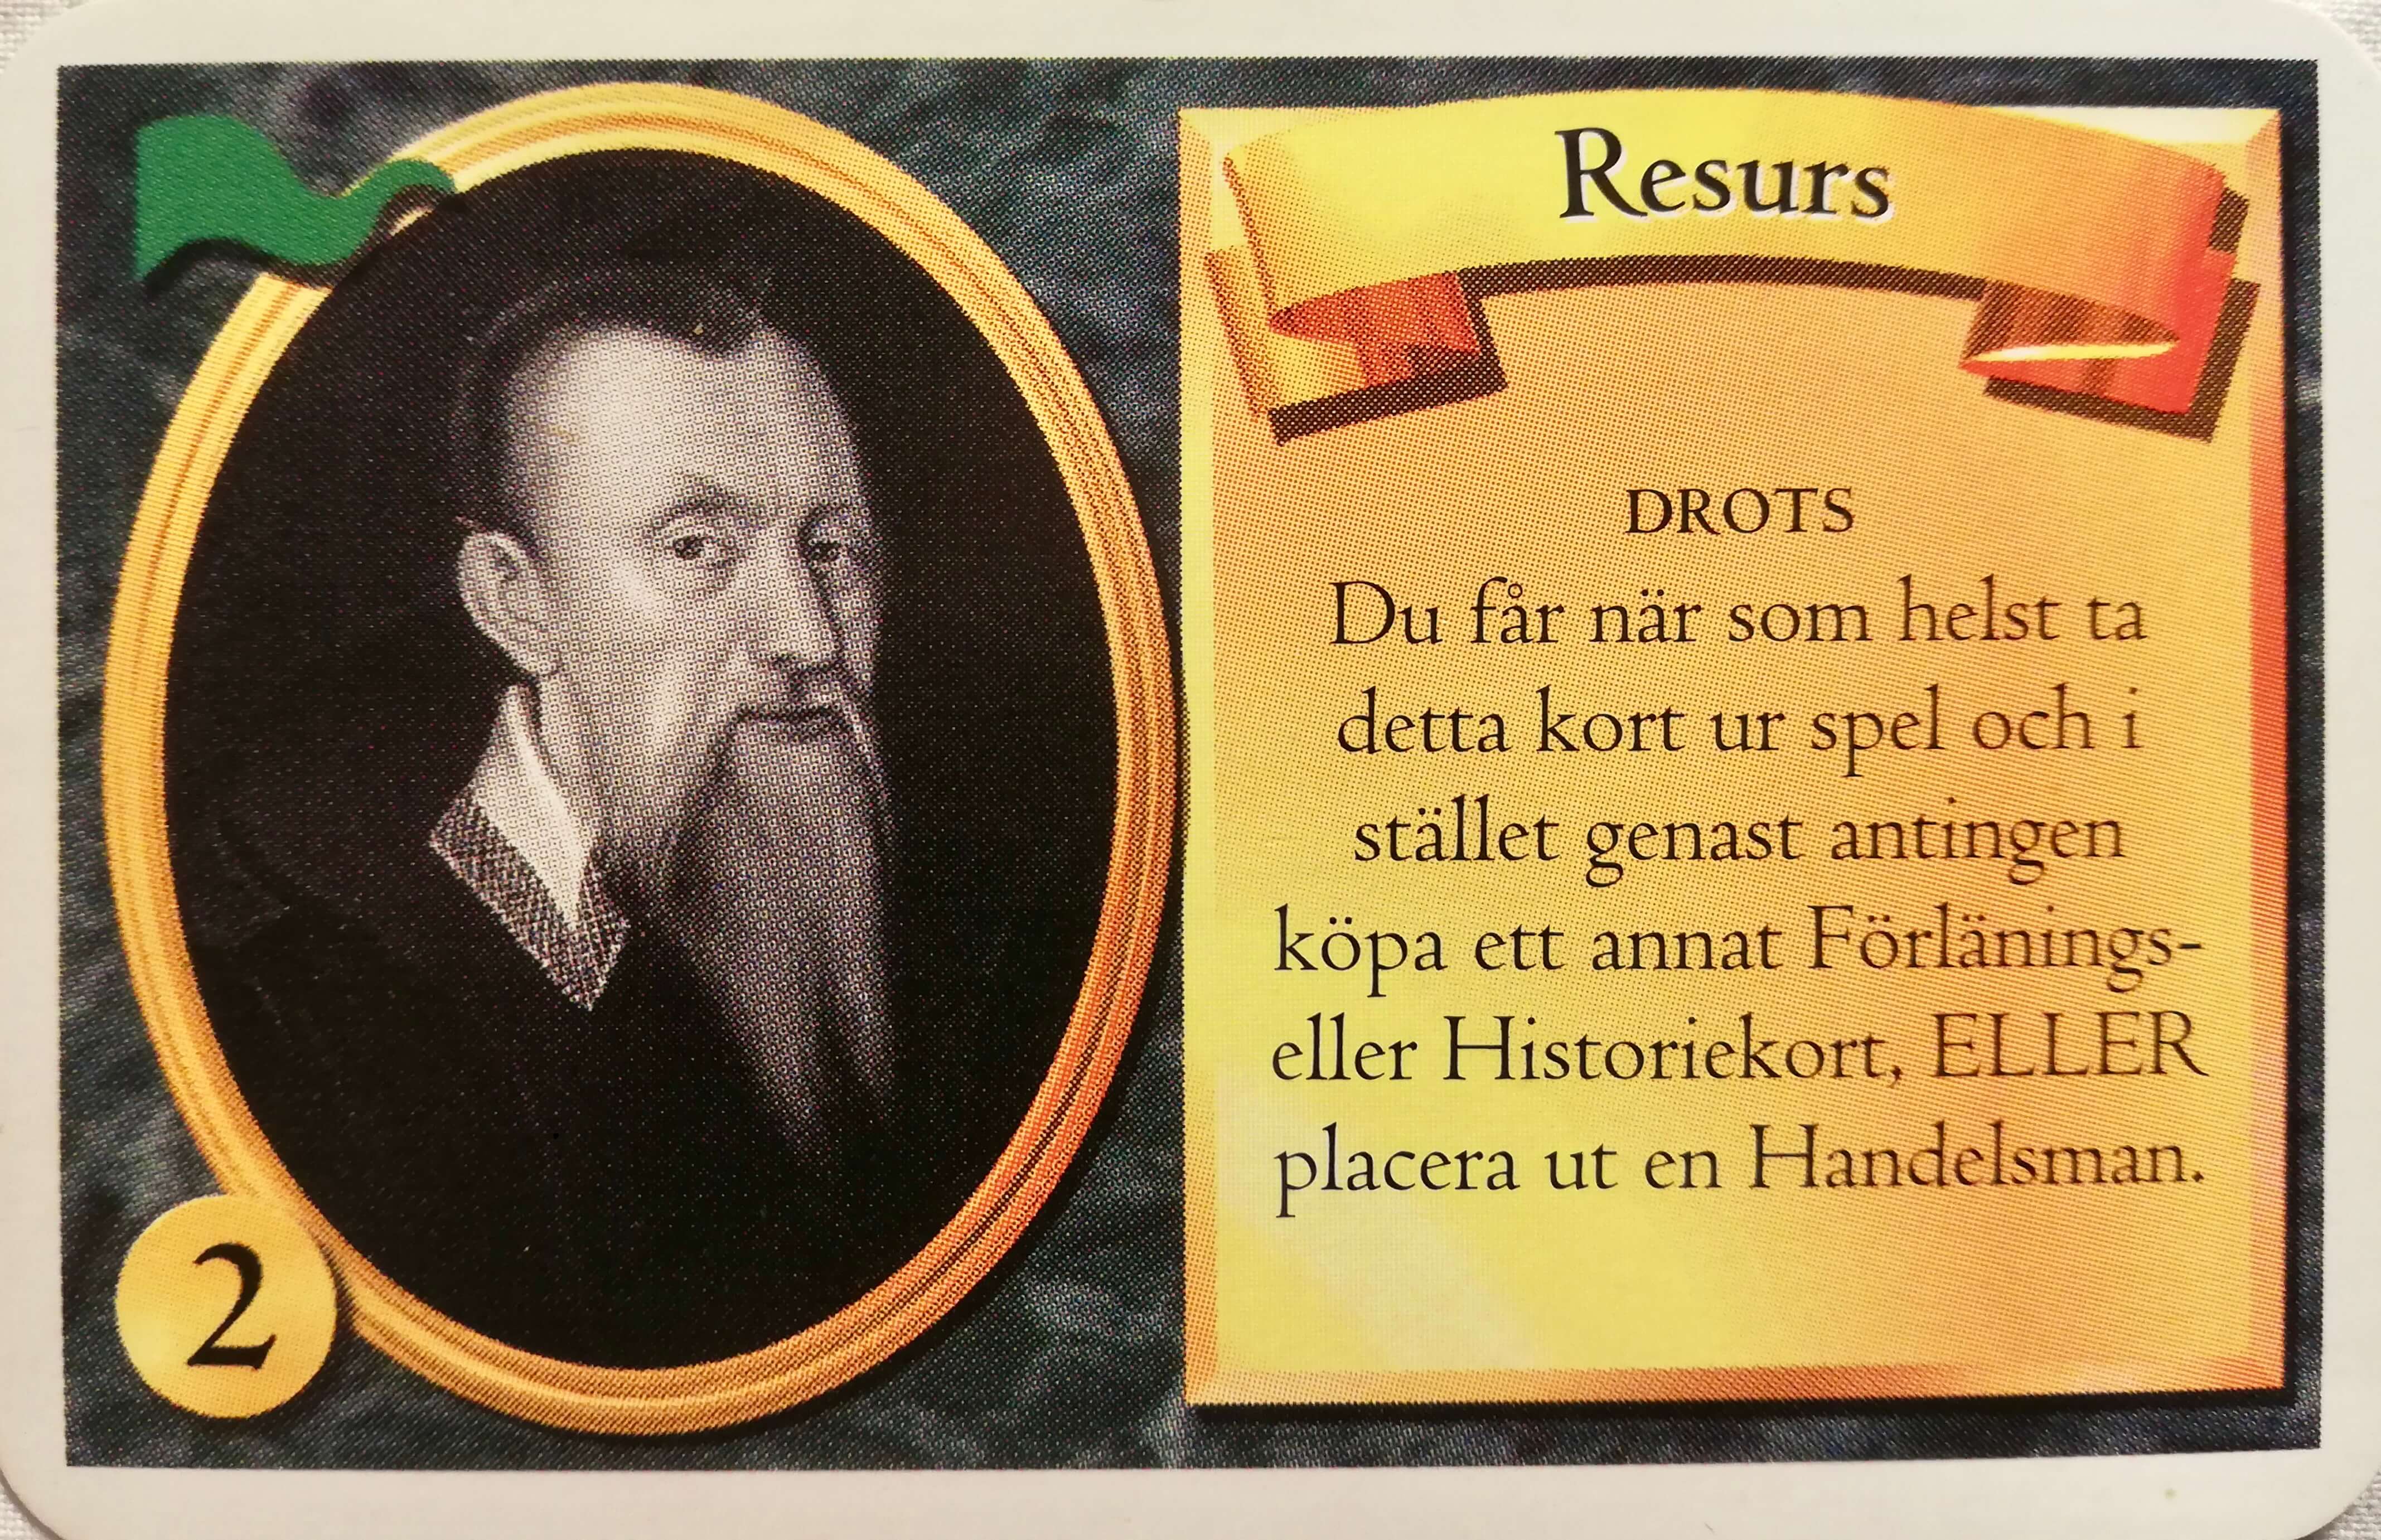 Resurs
DROTS
Du får när som helst ta
detta kort ur spel och i
stället genast antingen
köpa ett annat Förlänings-
eller Historiekort, ELLER
placera ut en Handelsman.
2